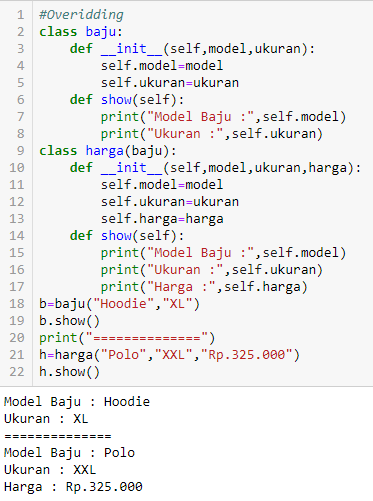 1 #Overidding
2 class baju:
3     def __init__(self,model,ukuran):
4         self.model=model
5         self.ukuran=ukuran
6     def show(self):
7         print("Model Baju :",self.model)
8         print("Ukuran :",self.ukuran)
9 class harga(baju):
10     def __init__(self,model,ukuran,harga):
11         self.model=model
12         self.ukuran=ukuran
13         self.harga=harga
14     def show(self):
15         print("Model Baju :",self.model)
16         print("Ukuran :",self.ukuran)
17         print("Harga :",self.harga)
18 b=baju("Hoodie","XL")
19 b.show()
20 print("==============")
21 h=harga("Polo","XXL","Rp.325.000")
22 h.show()
Model Baju : Hoodie
Ukuran : XL
==============
Model Baju : Polo
Ukuran : XXL
Harga : Rp.325.000